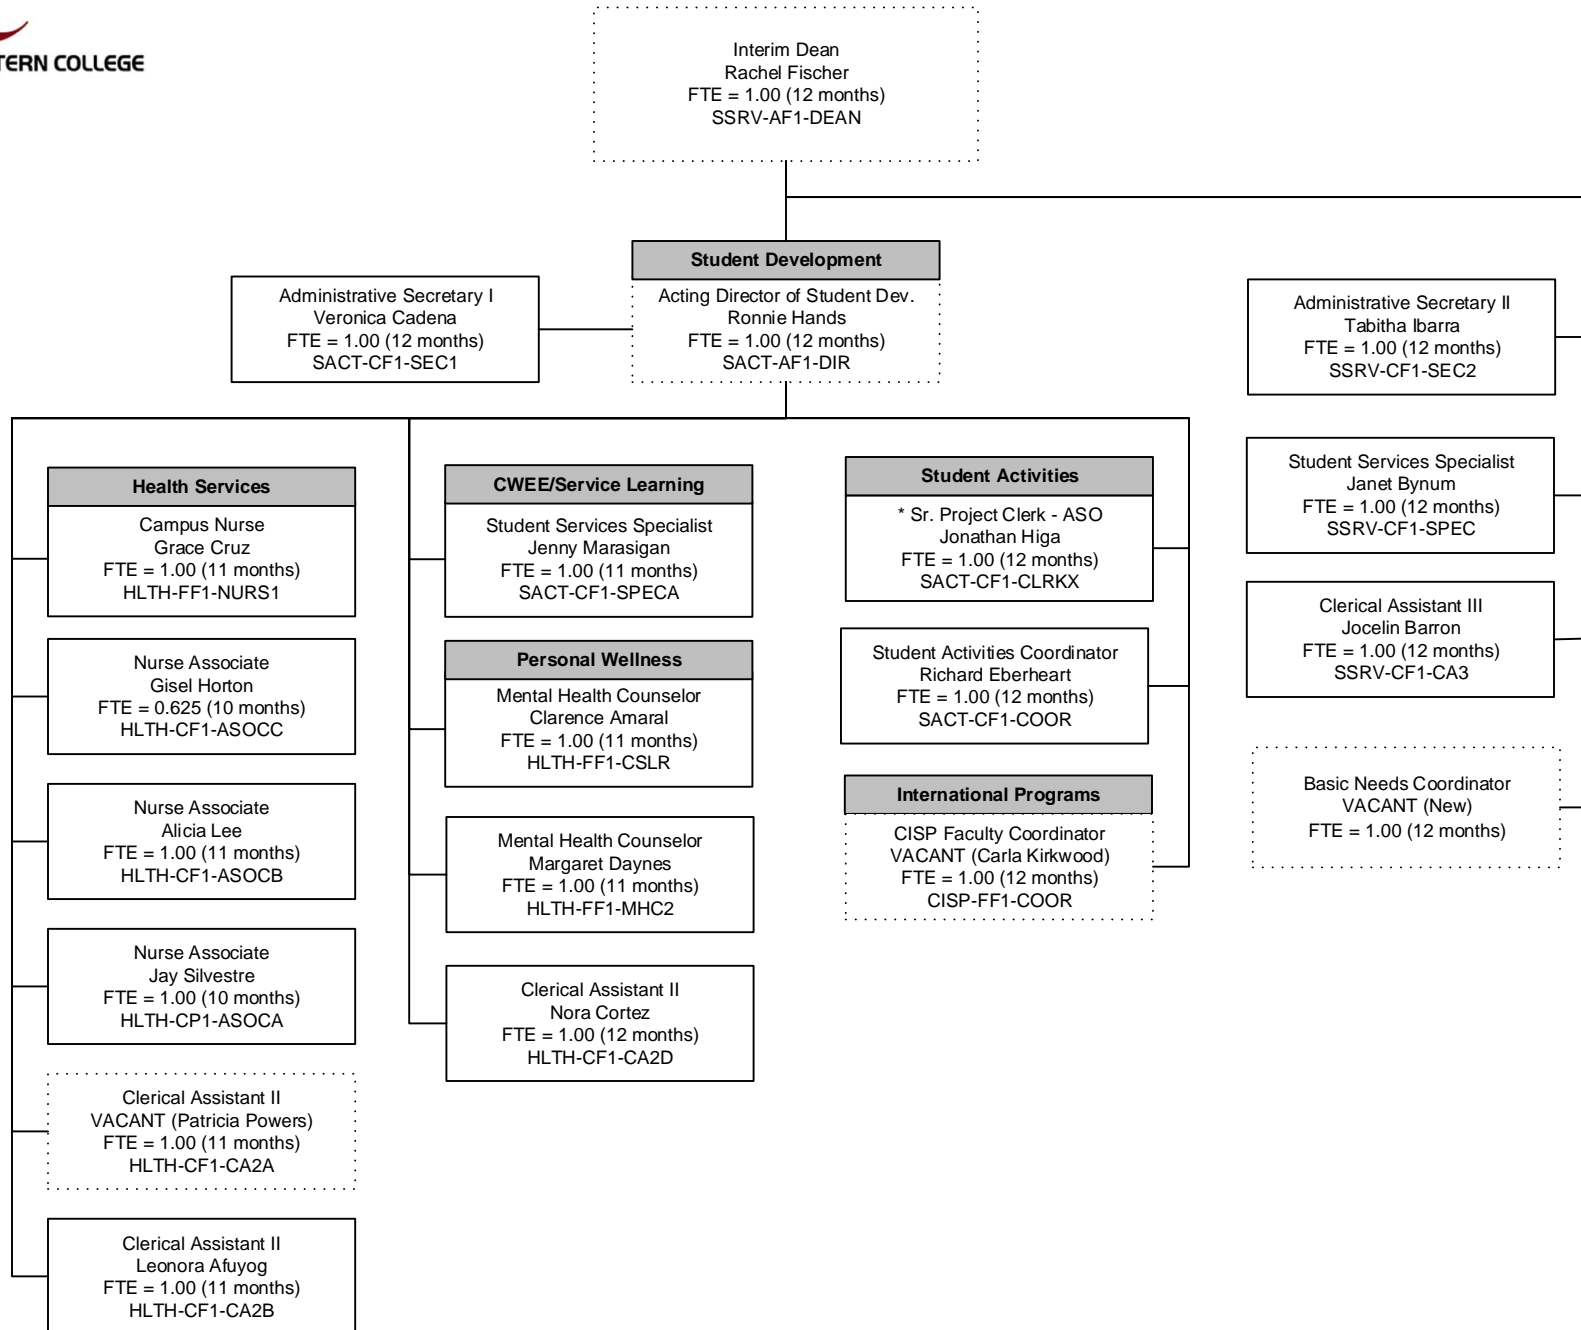 TERN COLLEGE
Interim Dean
Rachel Fischer
FTE = 1.00 (12 months)
SSRV-AF1-DEAN
Student Development
Acting Director of Student Dev.
Ronnie Hands
FTE = 1.00 (12 months)
SACT-AF1-DIR
Administrative Secretary I
Veronica Cadena
FTE = 1.00 (12 months)
SACT-CF1-SEC1
Health Services
Campus Nurse
Grace Cruz
FTE = 1.00 (11 months)
HLTH-FF1-NURS1
Nurse Associate
Gisel Horton
FTE = 0.625 (10 months)
HLTH-CF1-ASOCC
Nurse Associate
Alicia Lee
FTE = 1.00 (11 months)
HLTH-CF1-ASOCB
Nurse Associate
Jay Silvestre
FTE = 1.00 (10 months)
HLTH-CP1-ASOCA
Clerical Assistant II
VACANT (Patricia Powers)
FTE = 1.00 (11 months)
HLTH-CF1-CA2A
Clerical Assistant II
Leonora Afuyog
FTE = 1.00 (11 months)
HLTH-CF1-CA2B
CWEE/Service Learning
Student Services Specialist
Jenny Marasigan
FTE = 1.00 (11 months)
SACT-CF1-SPECA
Personal Wellness
Mental Health Counselor
Clarence Amaral
FTE = 1.00 (11 months)
HLTH-FF1-CSLR
Mental Health Counselor
Margaret Daynes
FTE = 1.00 (11 months)
HLTH-FF1-MHC2
Clerical Assistant II
Nora Cortez
FTE = 1.00 (12 months)
HLTH-CF1-CA2D
Student Activities
* Sr. Project Clerk - ASO
Jonathan Higa
FTE = 1.00 (12 months)
SACT-CF1-CLRKX
Student Activities Coordinator
Richard Eberheart
FTE = 1.00 (12 months)
SACT-CF1-COOR
International Programs
CISP Faculty Coordinator
VACANT (Carla Kirkwood)
FTE = 1.00 (12 months)
CISP-FF1-COOR
Administrative Secretary II
Tabitha Ibarra
FTE = 1.00 (12 months)
SSRV-CF1-SEC2
Student Services Specialist
Janet Bynum
FTE = 1.00 (12 months)
SSRV-CF1-SPEC
Clerical Assistant III
Jocelin Barron
FTE = 1.00 (12 months)
SSRV-CF1-CA3
Basic Needs Coordinator
VACANT (New)
FTE = 1.00 (12 months)